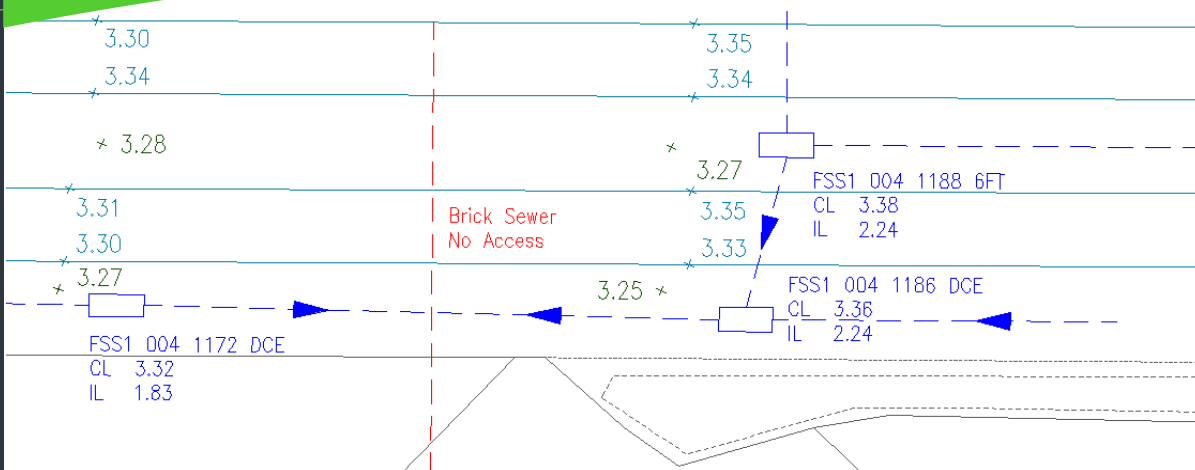 3.30
3.35
3.34
3.34
3.28
3.27
FSS1 004 1188 6FT
CL 3.38
IL 2.24
3.31
3.35
Brick Sewer
No Access
3.30
3.33
3.27
3.25
FSS1 004 1186 DCE
CL 3.36
IL 2.24
FSS1 004 1172 DCE
CL 3.32
IL 1.83